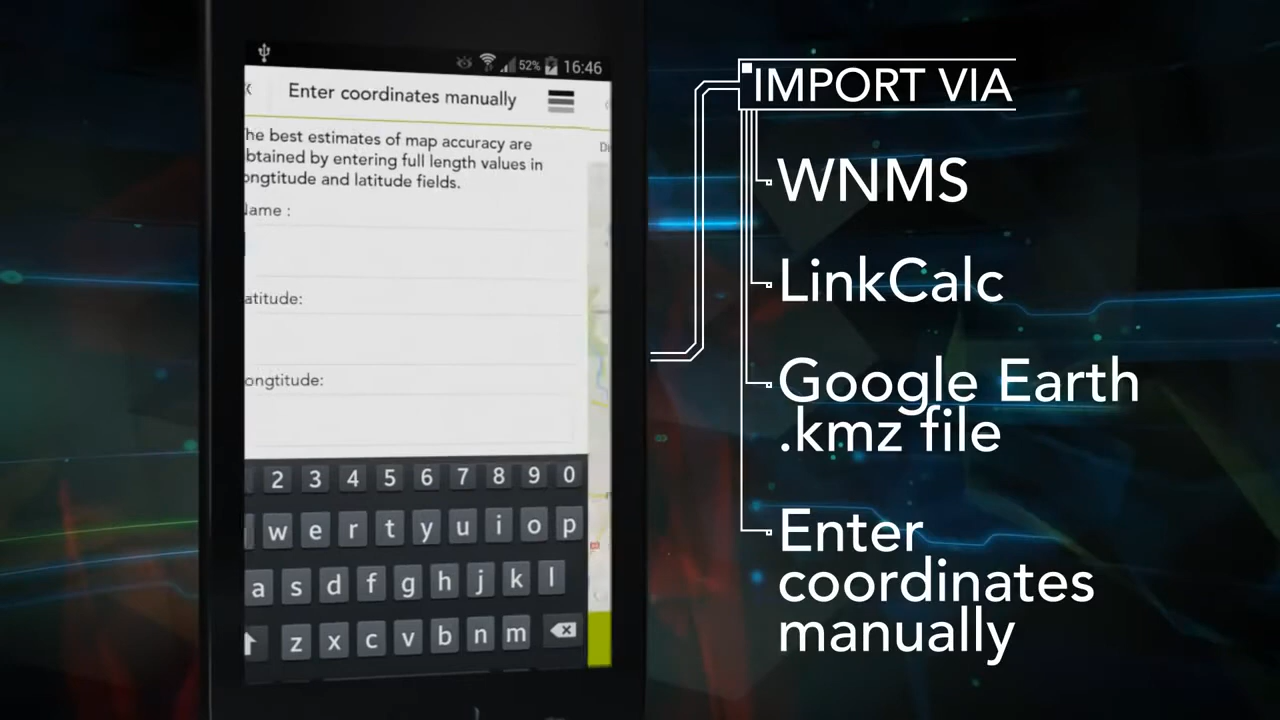 52% 16:46
Enter coordinates manually
he best estimates of map accuracy are
btained by entering full length values in
ongtitude and latitude fields.
ame :
atitude:
ongtitude:
2 3 4 5 6 7 8 9 0
w e r t y u i o p
a s d f g h j k l
z x c v b n m
IMPORT VIA
WNMS
LinkCalc
Google Earth
.kmz file
Enter
coordinates
manually